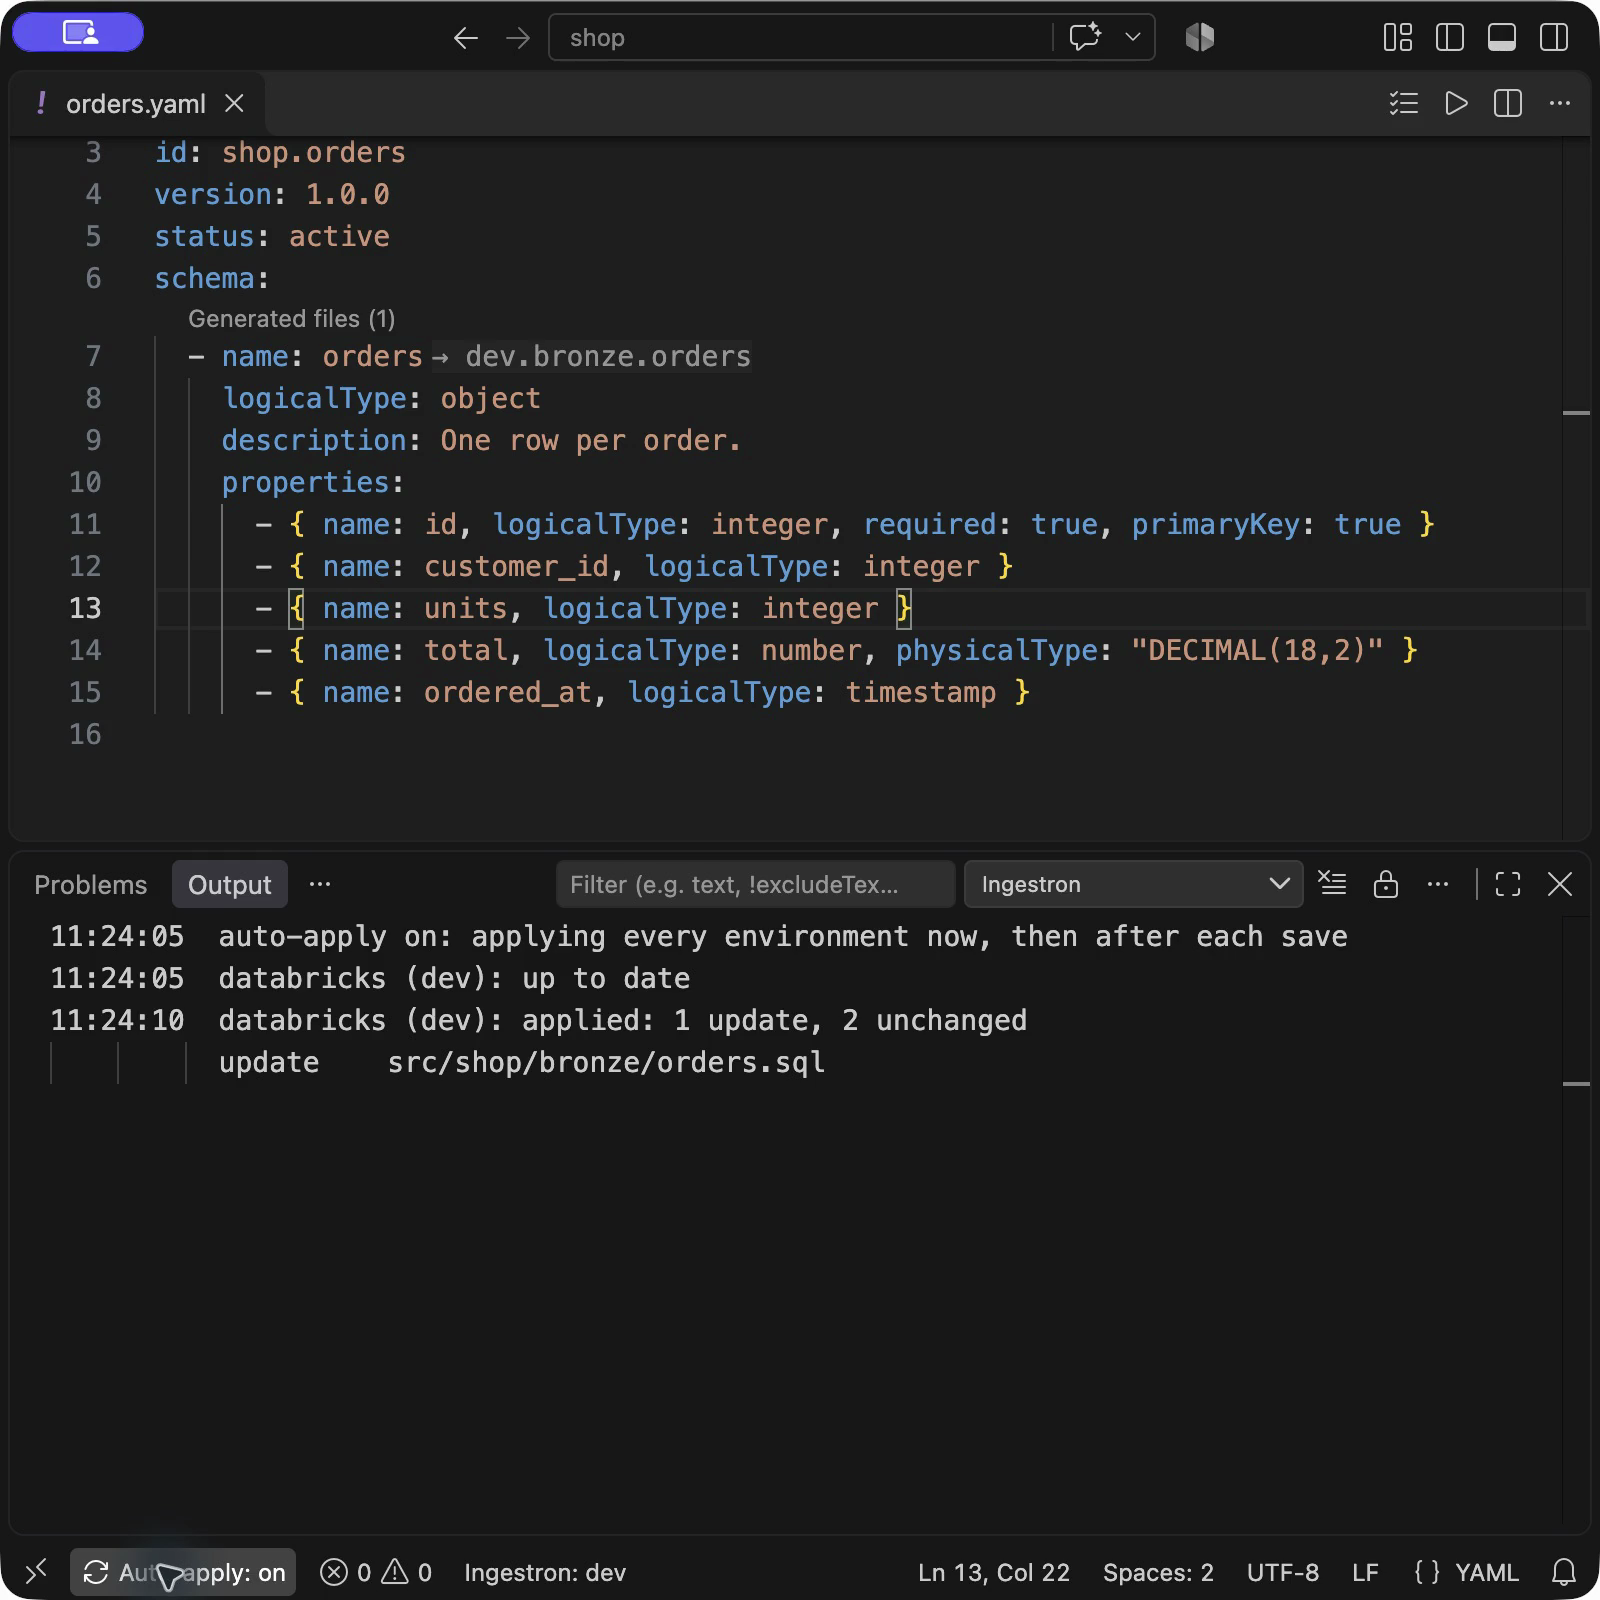 shop
! orders.yaml
3 id: shop.orders
4 version: 1.0.0
5 status: active
6 schema:
Generated files (1)
7 - name: orders → dev.bronze.orders
8 logicalType: object
9 description: One row per order.
10 properties:
11 - { name: id, logicalType: integer, required: true, primaryKey: true }
12 - { name: customer_id, logicalType: integer }
13 - { name: units, logicalType: integer }
14 - { name: total, logicalType: number, physicalType: "DECIMAL(18,2)" }
15 - { name: ordered_at, logicalType: timestamp }
16
Problems Output ··· Filter (e.g. text, !excludeTex... Ingestron
11:24:05 auto-apply on: applying every environment now, then after each save
11:24:05 databricks (dev): up to date
11:24:10 databricks (dev): applied: 1 update, 2 unchanged
update src/shop/bronze/orders.sql
apply: on 0 0 Ingestron: dev Ln 13, Col 22 Spaces: 2 UTF-8 LF {} YAML